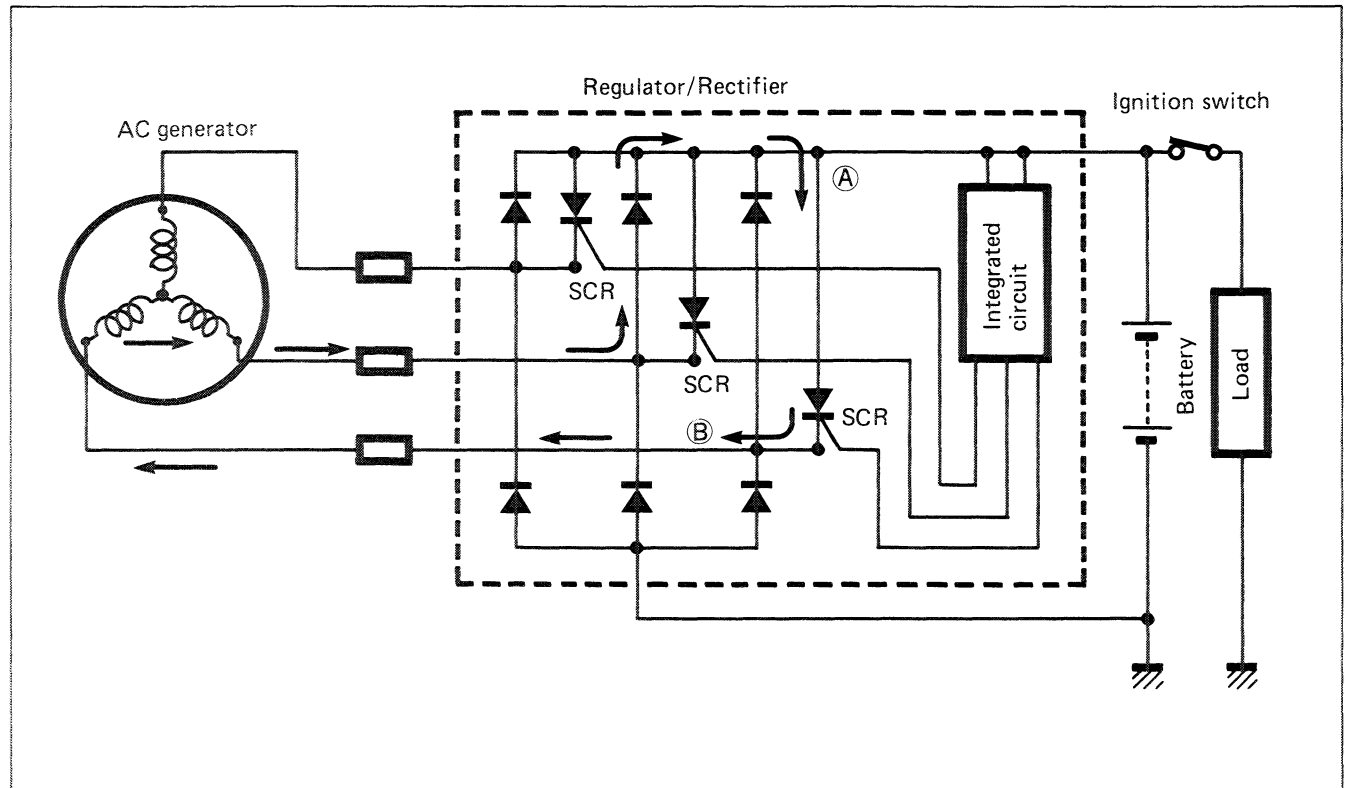 Regulator/Rectifier
Ignition switch
AC generator
Ⓐ
SCR
SCR
SCR
Ⓑ
Integrated
circuit
Battery
Load